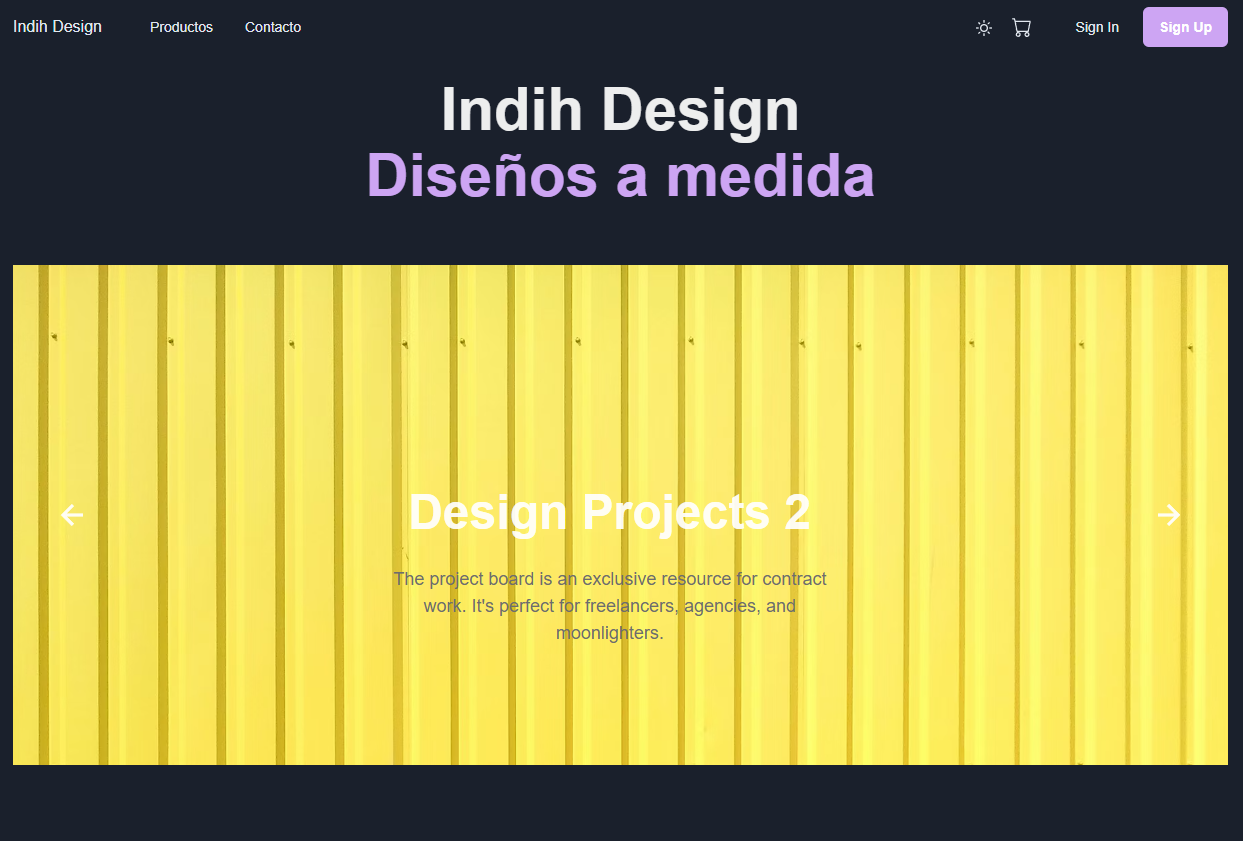 Indih Design
Productos
Contacto
Sign In
Sign Up
Indih Design
Diseños a medida
Design Projects 2
The project board is an exclusive resource for contract
work. It's perfect for freelancers, agencies, and
moonlighters.